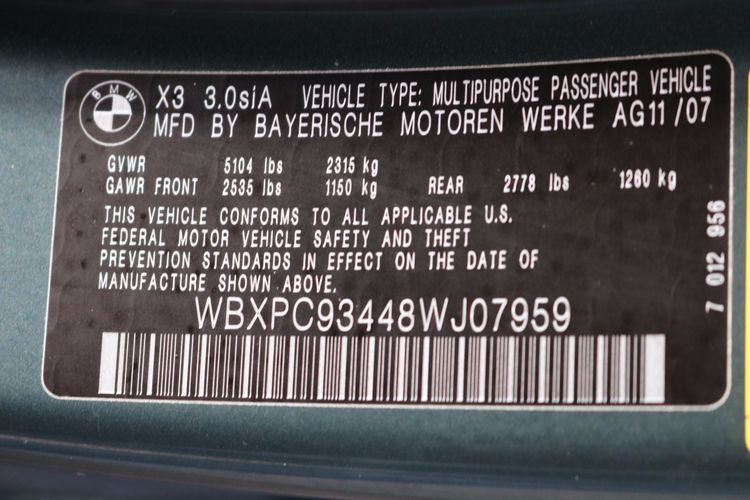 BMW
X3 3.0siA VEHICLE TYPE: MULTIPURPOSE PASSENGER VEHICLE
MFD BY BAYERISCHE MOTOREN WERKE AG11/07
GVWR 5104 lbs 2315 kg
GAWR FRONT 2535 lbs 1150 kg REAR 2778 lbs 1260 kg
THIS VEHICLE CONFORMS TO ALL APPLICABLE U.S.
FEDERAL MOTOR VEHICLE SAFETY AND THEFT
PREVENTION STANDARDS IN EFFECT ON THE DATE OF
MANUFACTURE SHOWN ABOVE.
WBXPC93448WJ07959
7 012 956